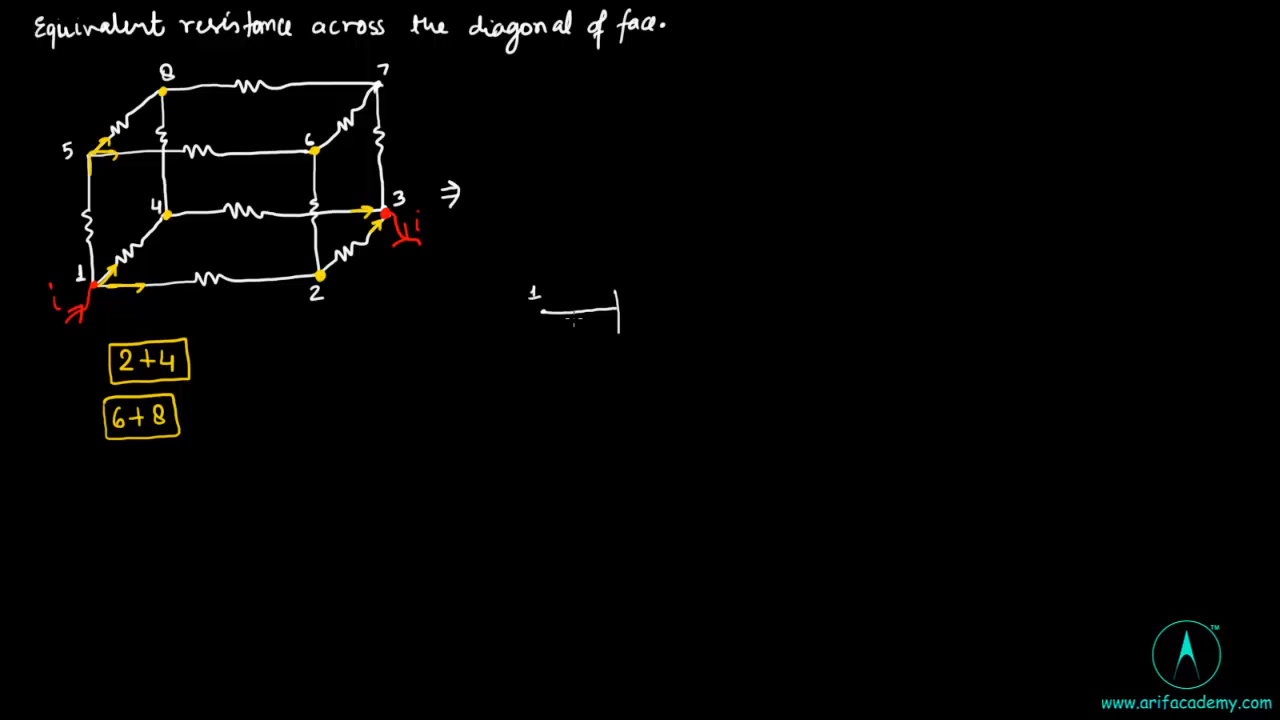 Equivalent resistance across the diagonal of face.
8
7
5
6
4
3
i
1
1
i
2
2+4
6+8
TM
www.arifacademy.com